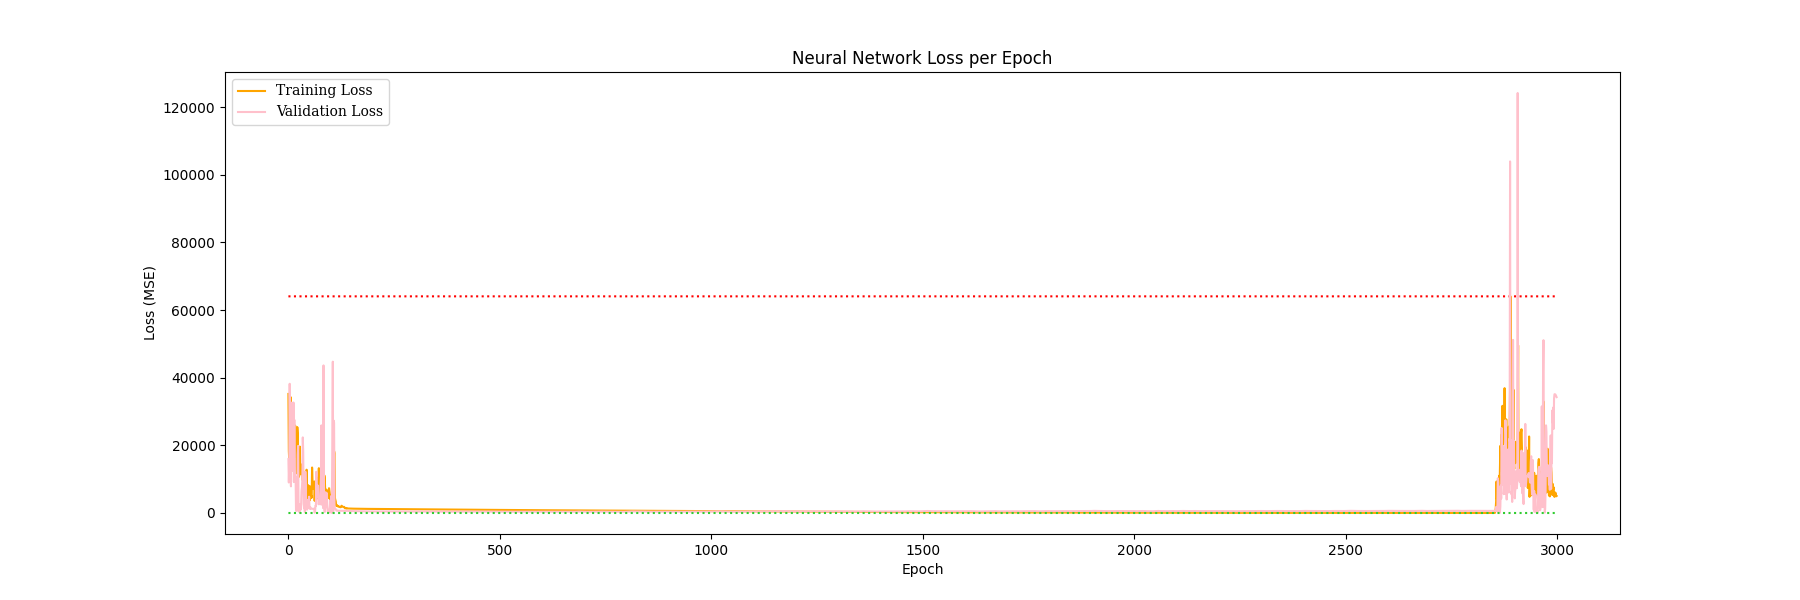 Neural Network Loss per Epoch
Training Loss
Validation Loss
120000
100000
80000
60000
40000
20000
0
Loss (MSE)
0 500 1000 1500 2000 2500 3000
Epoch